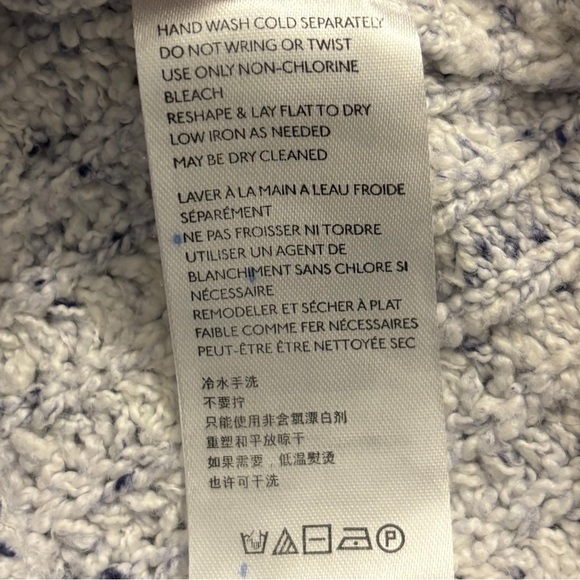 HAND WASH COLD SEPARATELY
DO NOT WRING OR TWIST
USE ONLY NON-CHLORINE
BLEACH
RESHAPE & LAY FLAT TO DRY
LOW IRON AS NEEDED
MAY BE DRY CLEANED
LAVER À LA MAIN A LEAU FROIDE
SÉPARÉMENT
NE PAS FROISSER NI TORDRE
UTILISER UN AGENT DE
BLANCHIMENT SANS CHLORE SI
NÉCESSAIRE
REMODELER ET SÉCHER À PLAT
FAIBLE COMME FER NÉCESSAIRES
PEUT-ÊTRE ÊTRE NETTOYÉE SEC
冷水手洗
不要拧
只能使用非含氯漂白剂
重塑和平放晾干
如果需要，低温熨烫
也许可干洗
P